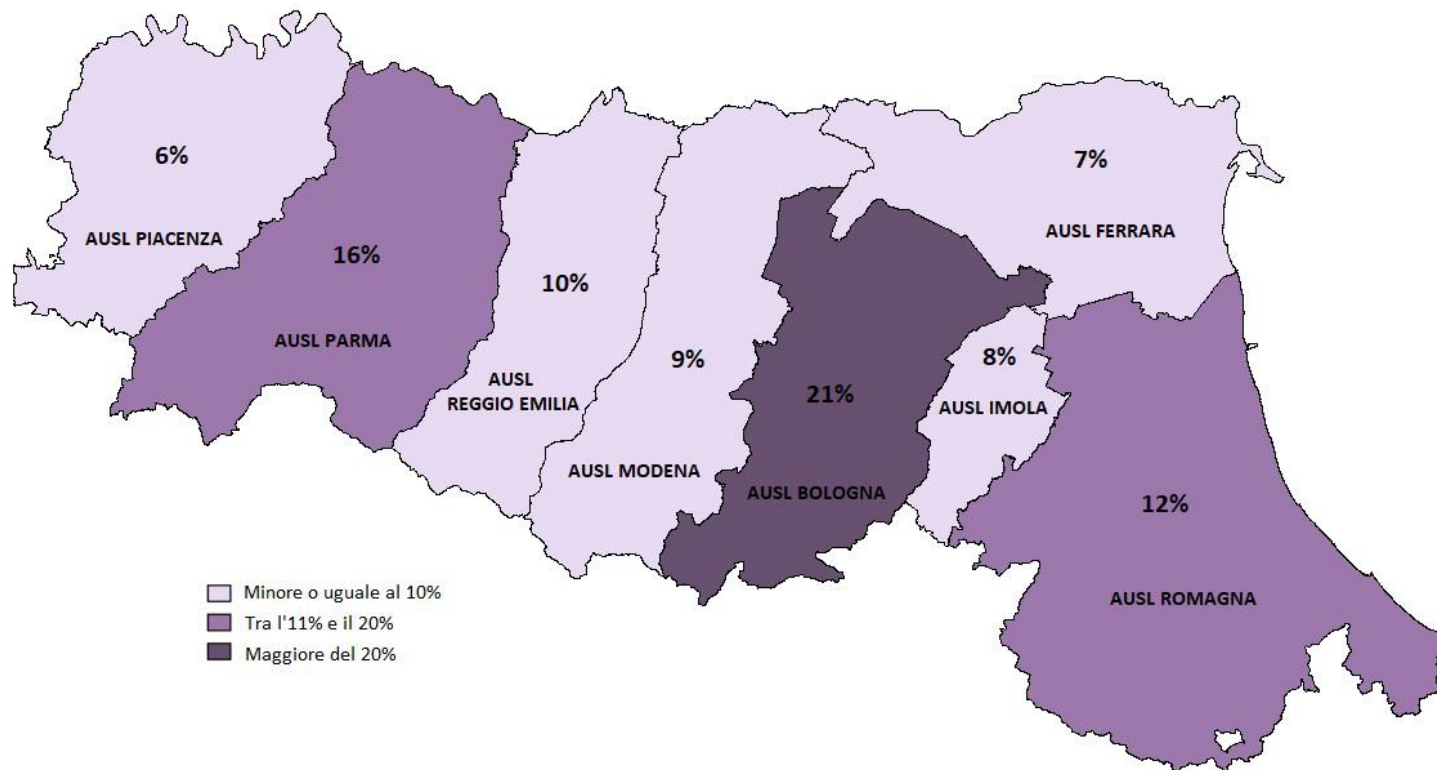 6%
AUSL PIACENZA
16%
AUSL PARMA
10%
AUSL
REGGIO EMILIA
9%
AUSL MODENA
21%
AUSL BOLOGNA
7%
AUSL FERRARA
8%
AUSL IMOLA
12%
AUSL ROMAGNA
Minore o uguale al 10%
Tra l'11% e il 20%
Maggiore del 20%